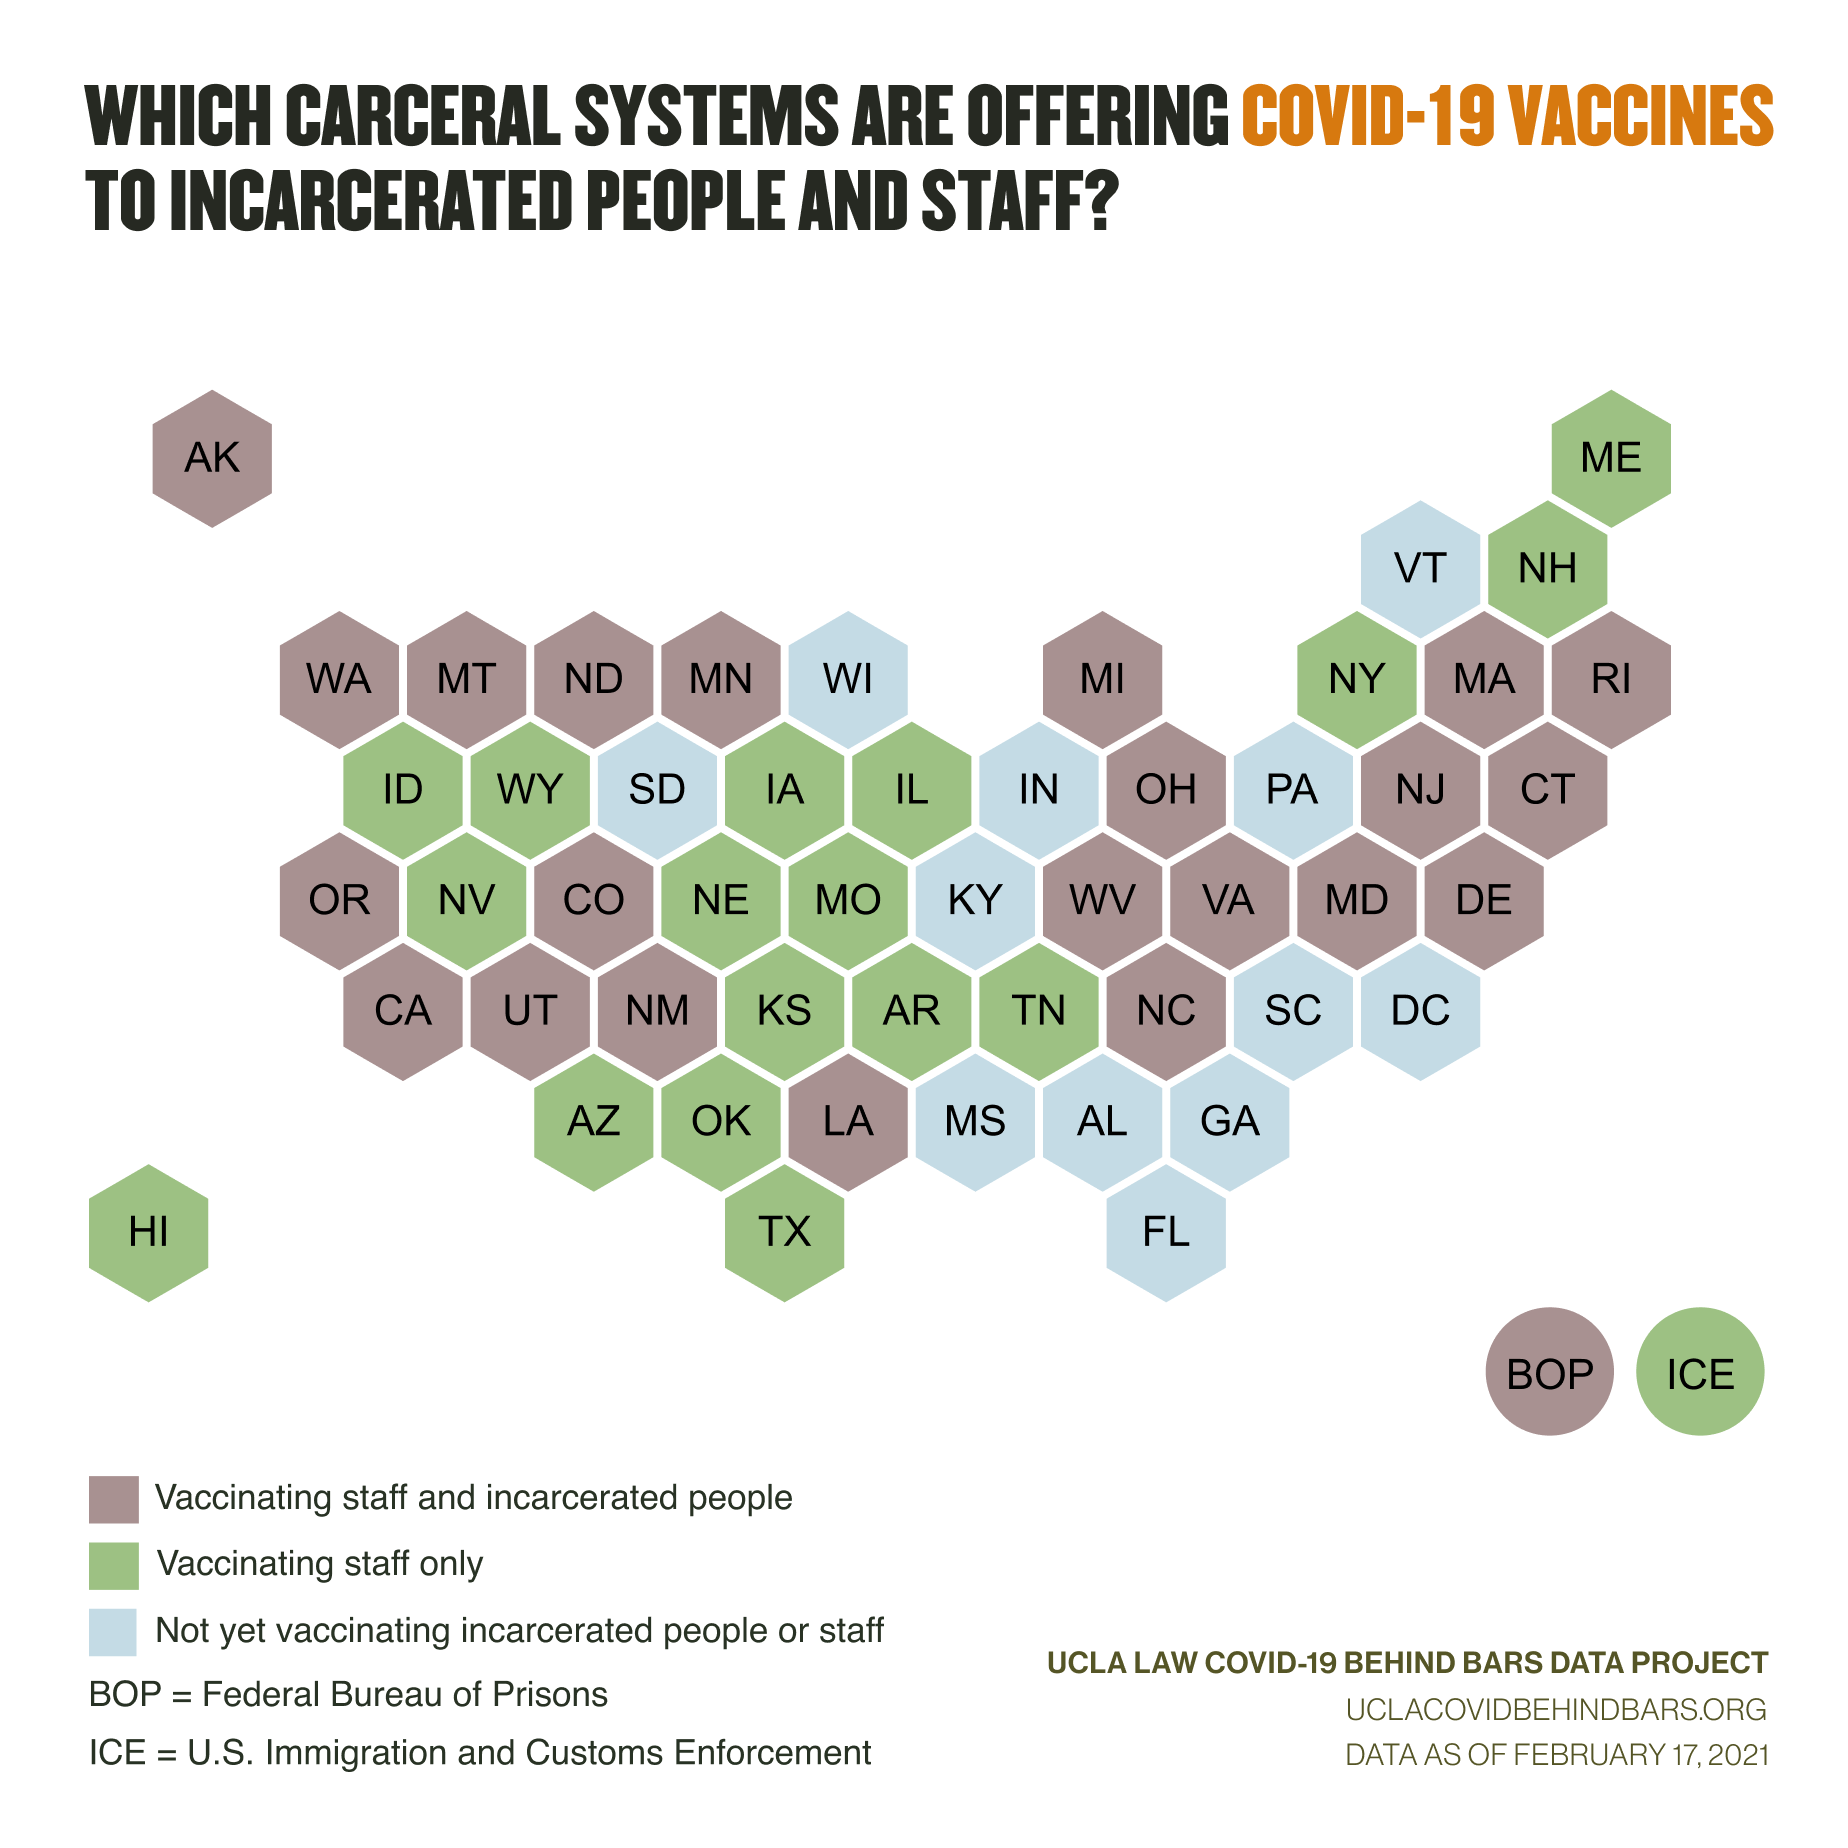 WHICH CARCERAL SYSTEMS ARE OFFERING COVID-19 VACCINES
TO INCARCERATED PEOPLE AND STAFF?
AK
ME
VT
NH
WA
MT
ND
MN
WI
MI
NY
MA
RI
ID
WY
SD
IA
IL
IN
OH
PA
NJ
CT
OR
NV
CO
NE
MO
KY
WV
VA
MD
DE
CA
UT
NM
KS
AR
TN
NC
SC
DC
AZ
OK
LA
MS
AL
GA
HI
TX
FL
BOP
ICE
Vaccinating staff and incarcerated people
Vaccinating staff only
Not yet vaccinating incarcerated people or staff
BOP = Federal Bureau of Prisons
ICE = U.S. Immigration and Customs Enforcement
UCLA LAW COVID-19 BEHIND BARS DATA PROJECT
UCLACOVIDBEHINDBARS.ORG
DATA AS OF FEBRUARY 17, 2021